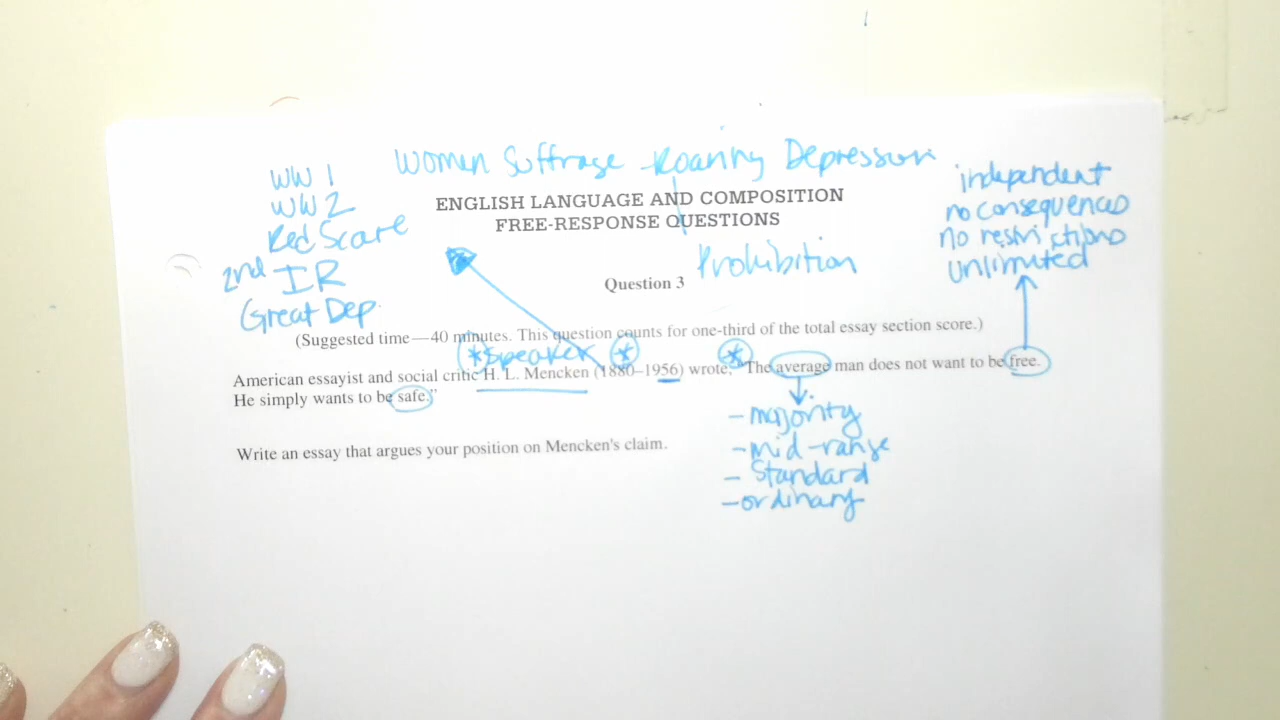 Women Suffrage Roaring Depression
WW 1
WW 2
Red Scare
2nd IR
Great Dep.
independent
no consequences
no restrictions
unlimited
ENGLISH LANGUAGE AND COMPOSITION
FREE-RESPONSE QUESTIONS
Prohibition
Question 3
(Suggested time—40 minutes. This question counts for one-third of the total essay section score.)
*Speaker * *
American essayist and social critic H. L. Mencken (1880–1956) wrote, "The average man does not want to be free.
He simply wants to be safe."
- majority
- mid-range
- Standard
- ordinary
Write an essay that argues your position on Mencken's claim.